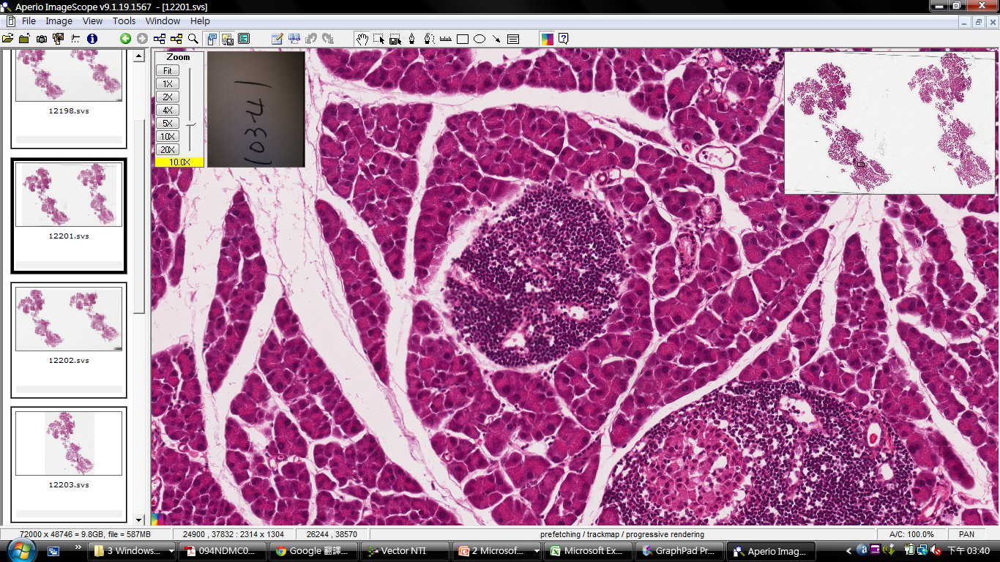 Aperio ImageScope v9.1.19.1567 - [12201.svs]
File Image View Tools Window Help
Zoom
Fit
1X
2X
4X
5X
10X
20X
10.0X
12198.svs
12201.svs
12202.svs
12203.svs
72000 x 48746 = 9.8GB, file = 587MB
24900 , 37832 : 2314 x 1304
26244 , 38570
prefetching / trackmap / progressive rendering
A/C: 100.0%
PAN
3 Windows...
094NDMC0...
Google 翻譯...
Vector NTI
2 Microsof...
Microsoft Ex...
GraphPad Pr...
Aperio Imag...
下午 03:40